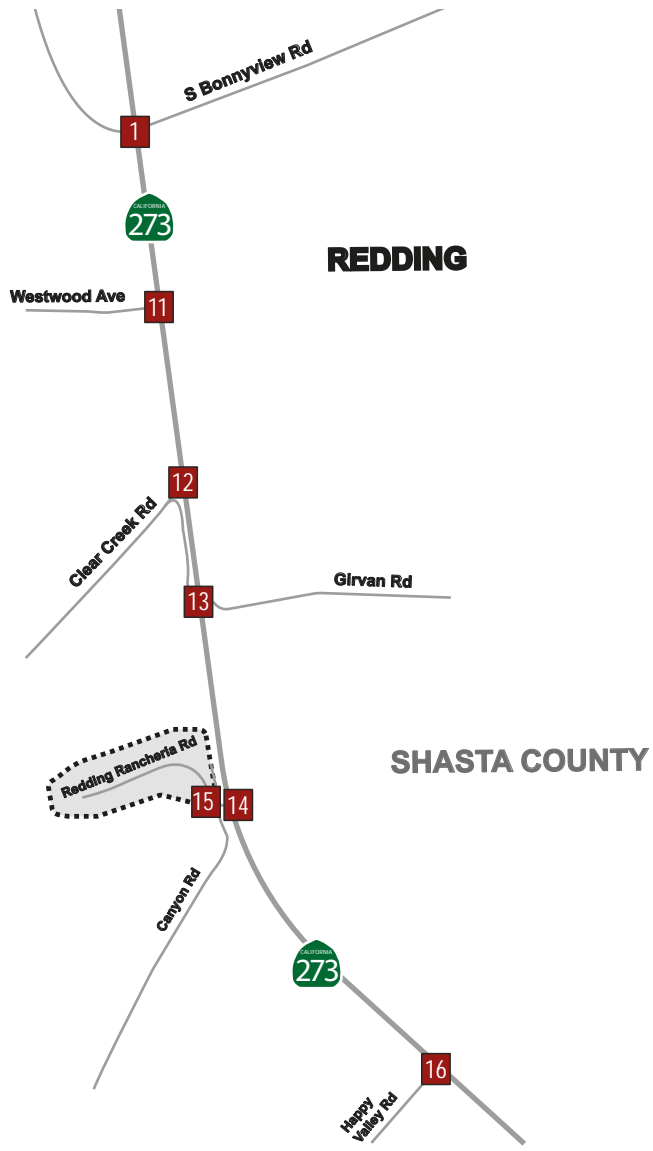 S Bonnyview Rd
1
CALIFORNIA
273
REDDING
Westwood Ave
11
12
Clear Creek Rd
13
Girvan Rd
Redding Rancheria Rd
SHASTA COUNTY
15
14
Canyon Rd
CALIFORNIA
273
16
Happy
Valley Rd